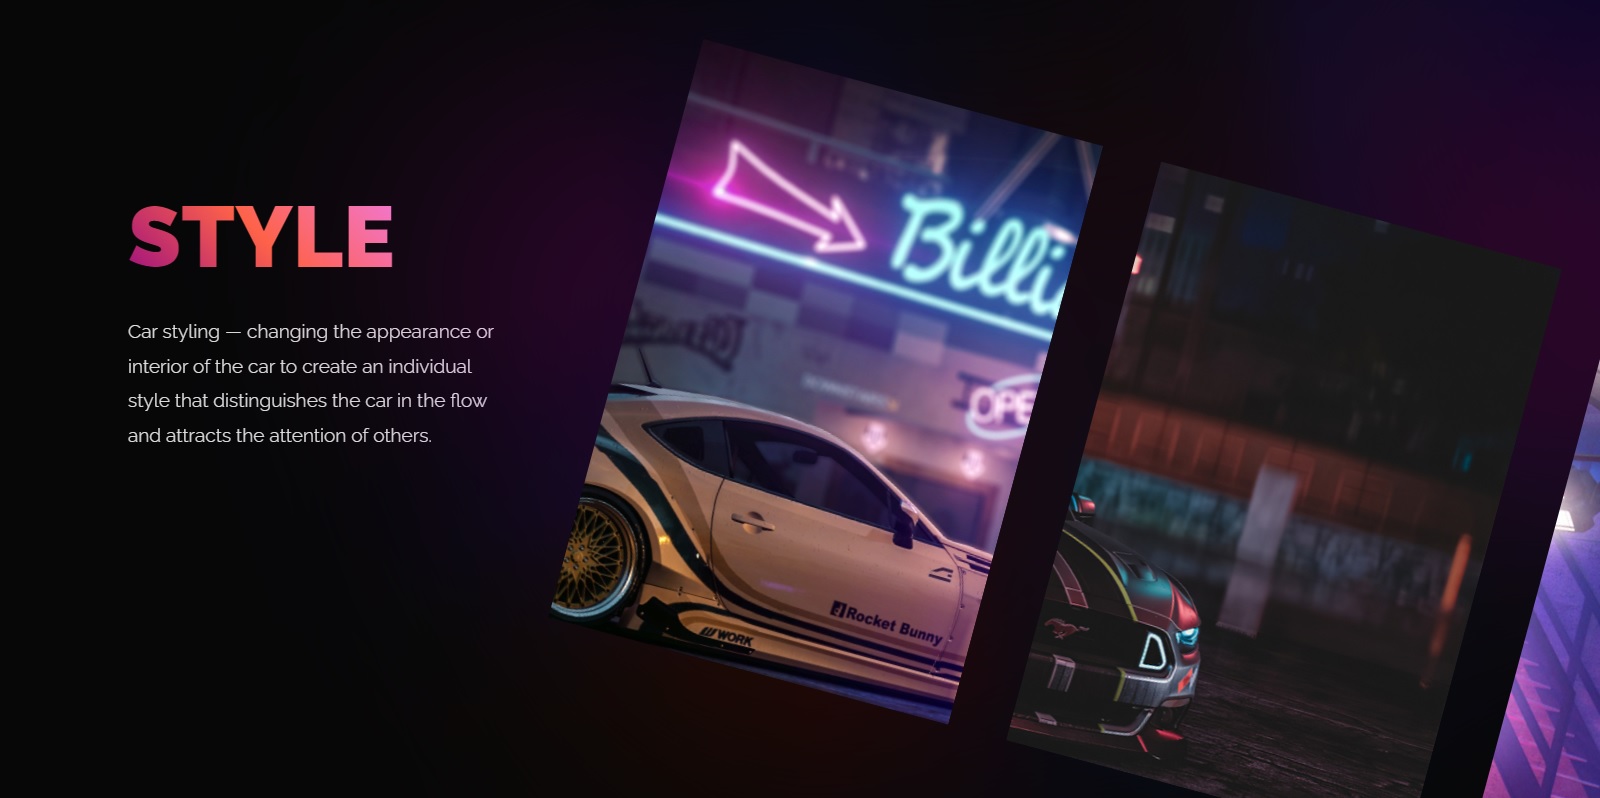 STYLE
Car styling — changing the appearance or
interior of the car to create an individual
style that distinguishes the car in the flow
and attracts the attention of others.
Billi
OPE
Rocket Bunny
WORK